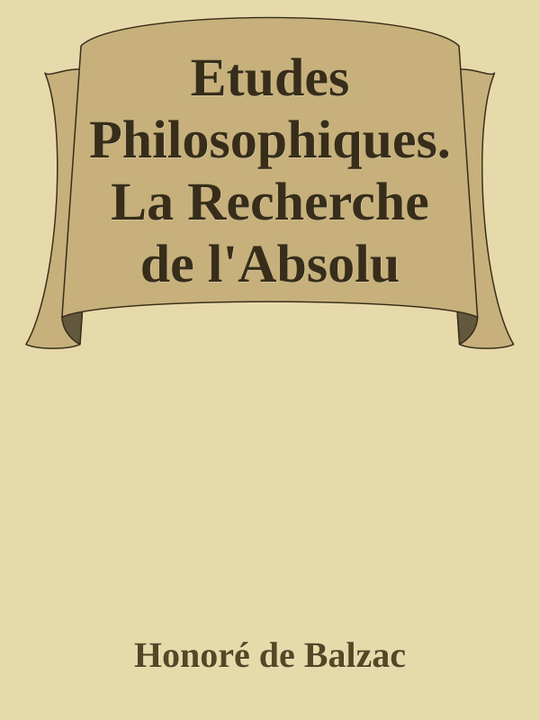 Etudes
Philosophiques.
La Recherche
de l'Absolu
Honoré de Balzac